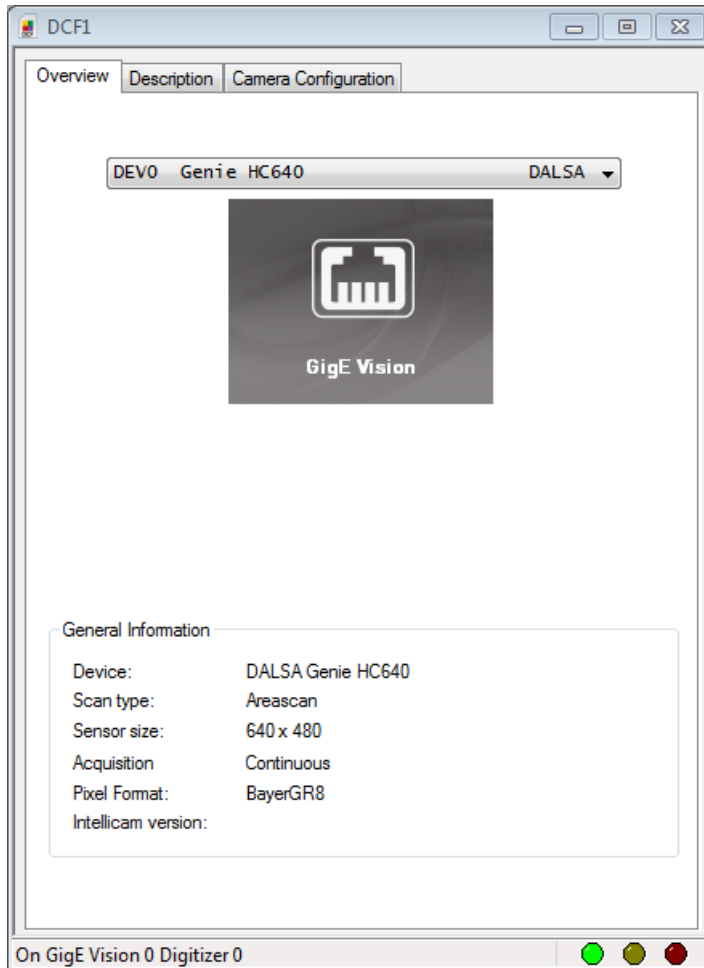 DCF1
Overview Description Camera Configuration
DEV0 Genie HC640 DALSA
GigE Vision
General Information
Device: DALSA Genie HC640
Scan type: Areascan
Sensor size: 640 x 480
Acquisition Continuous
Pixel Format: BayerGR8
Intellicam version:
On GigE Vision 0 Digitizer 0